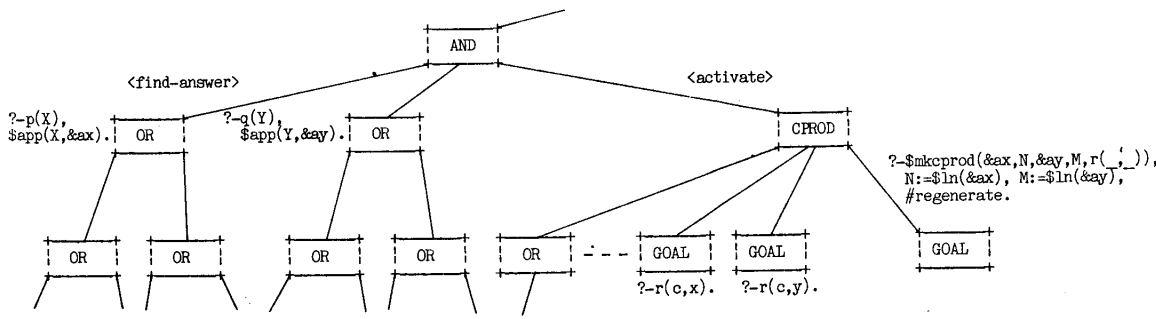 AND
<find-answer>
<activate>
?-p(X),
$app(X,&ax).
OR
?-q(Y),
$app(Y,&ay).
OR
CPROD
?-$mkcprod(&ax,N,&ay,M,r(_,_)),
N:=$ln(&ax), M:=$ln(&ay),
#regenerate.
OR
OR
OR
OR
OR
GOAL
GOAL
GOAL
?-r(c,x).
?-r(c,y).